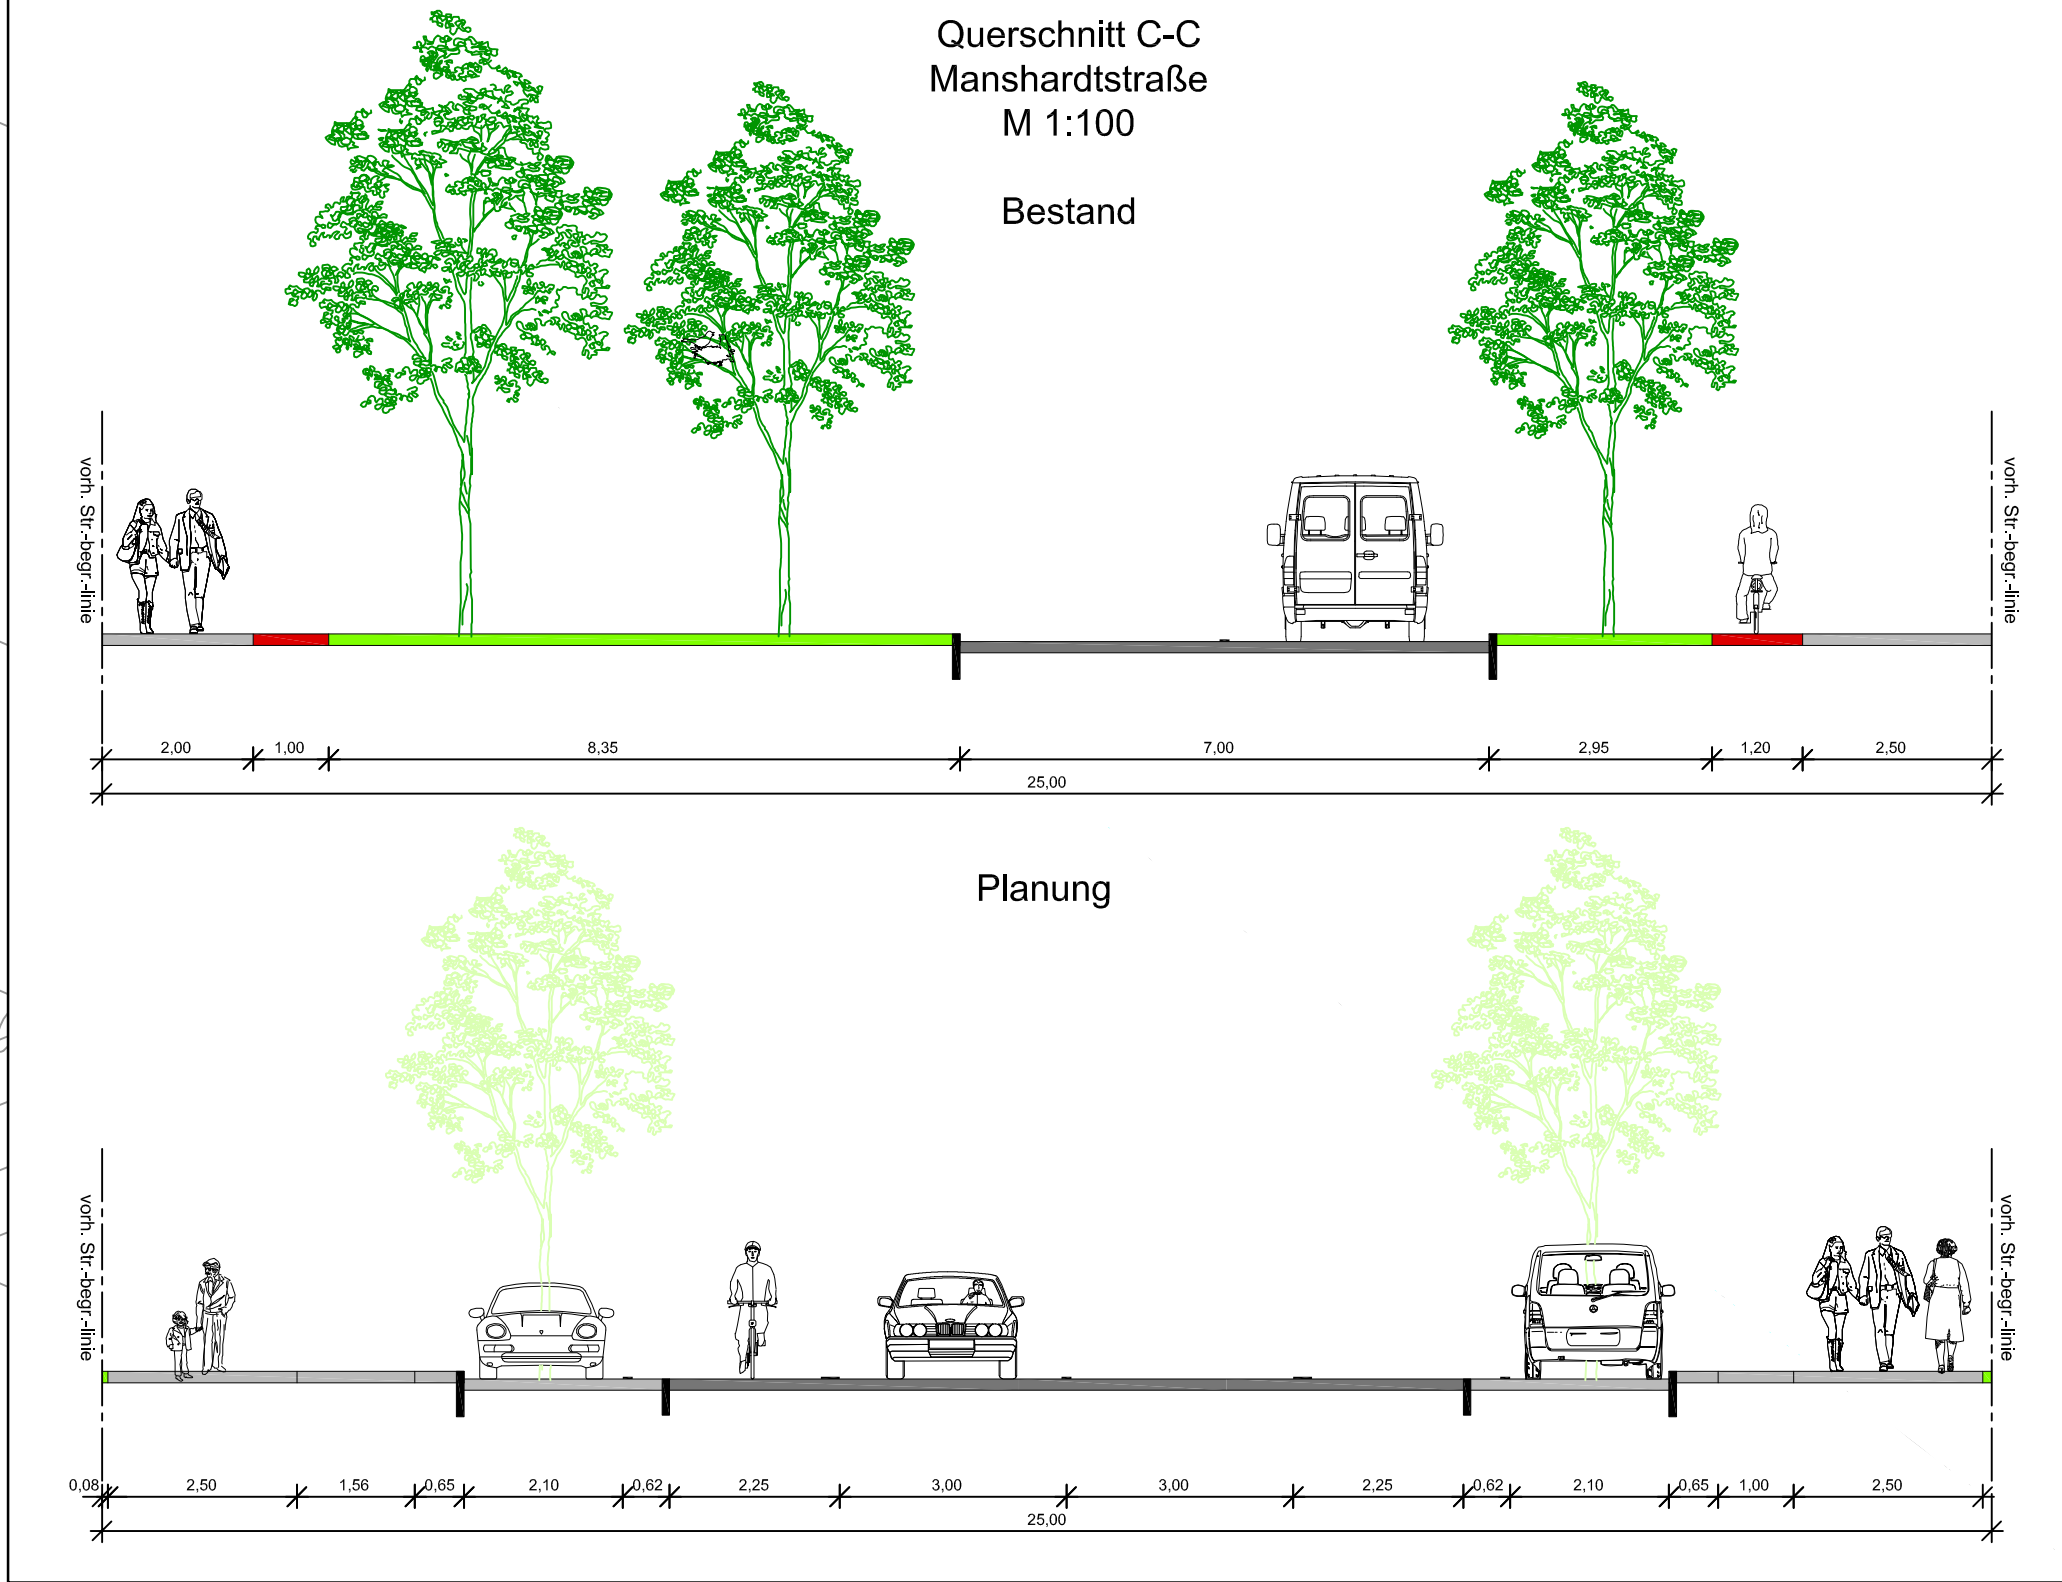 Querschnitt C-C
Manshardtstraße
M 1:100
Bestand
vorh. Str.-begr.-linie
vorh. Str.-begr.-linie
2,00 1,00 8,35 7,00 2,95 1,20 2,50
25,00
Planung
vorh. Str.-begr.-linie
vorh. Str.-begr.-linie
0,08 2,50 1,56 0,65 2,10 0,62 2,25 3,00 3,00 2,25 0,62 2,10 0,65 1,00 2,50
25,00